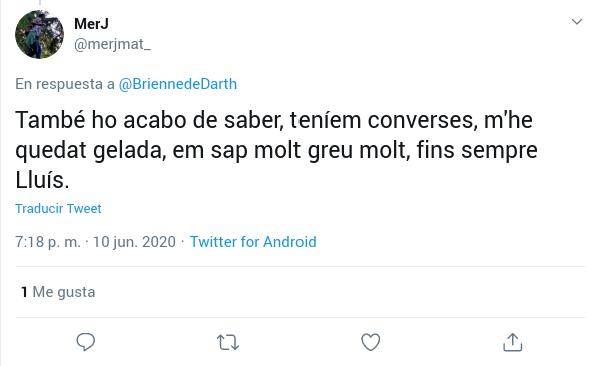 MerJ
@merjmat_
En respuesta a @BriennedeDarth
També ho acabo de saber, teníem converses, m'he
quedat gelada, em sap molt greu molt, fins sempre
Lluís.
Traducir Tweet
7:18 p. m. · 10 jun. 2020 · Twitter for Android
1 Me gusta